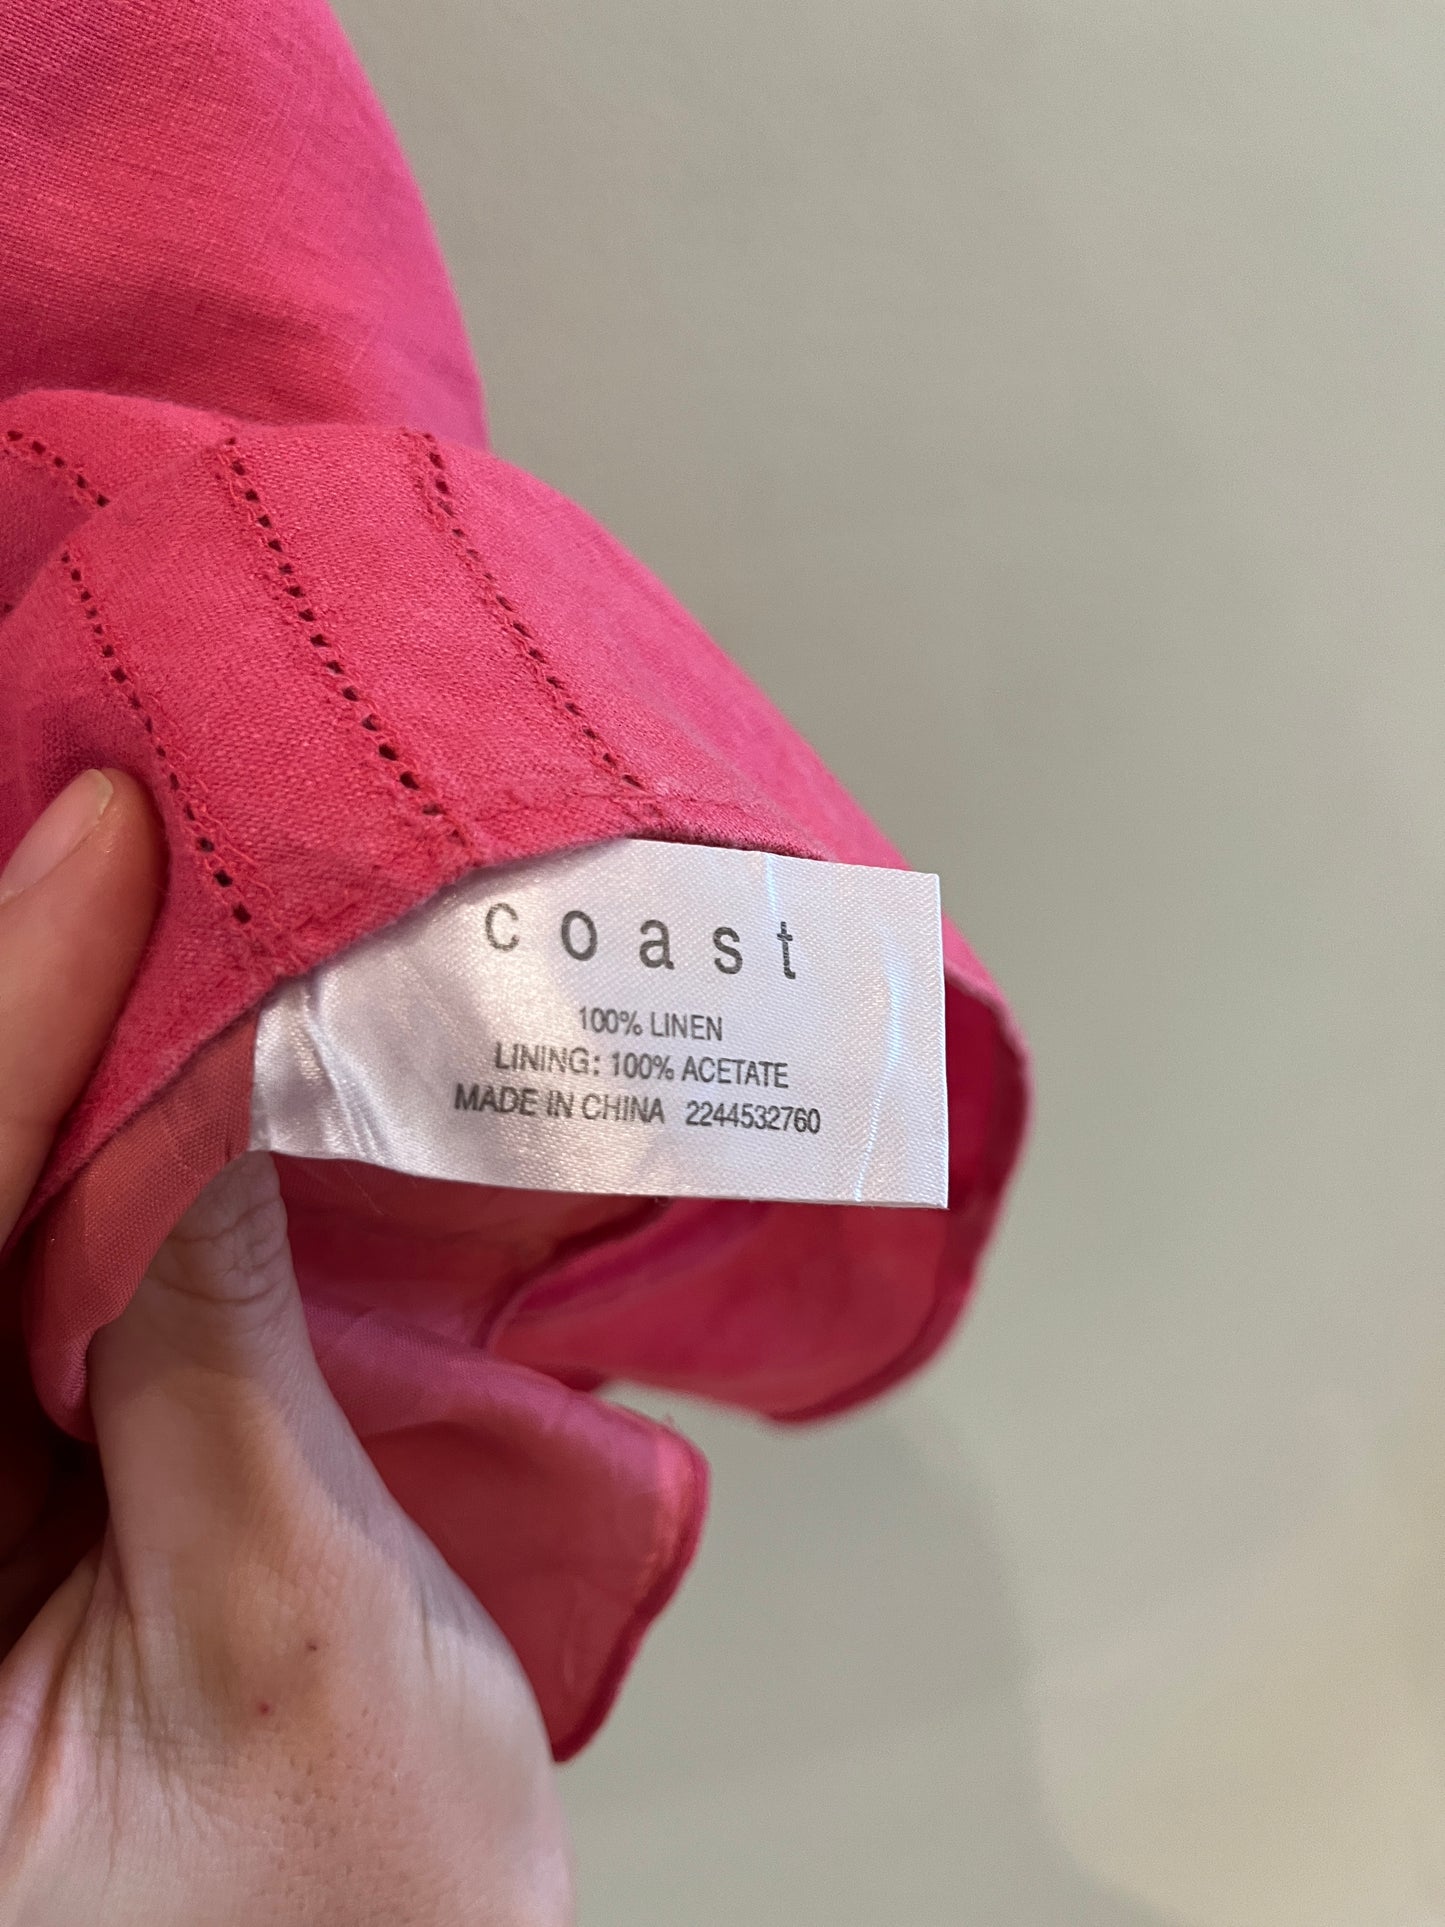 coast
100% LINEN
LINING: 100% ACETATE
MADE IN CHINA 2244532760